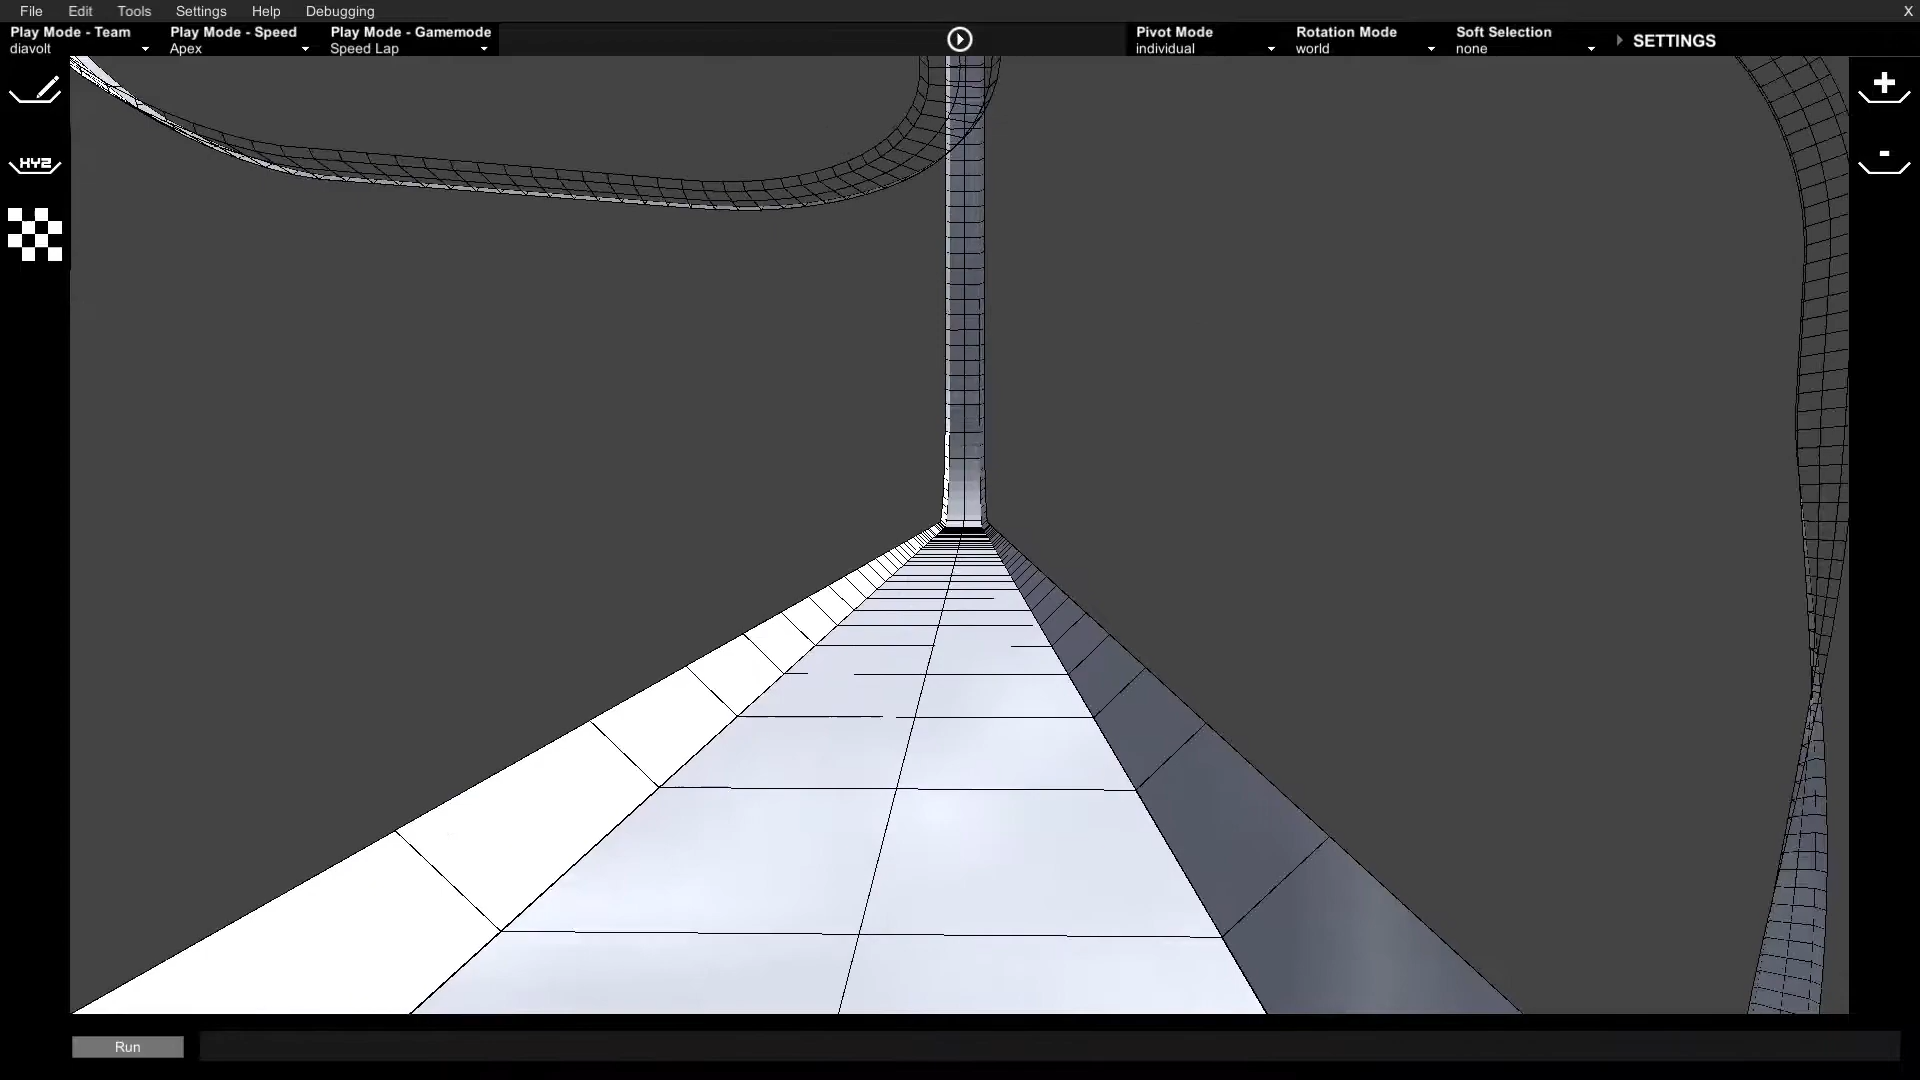 File Edit Tools Settings Help Debugging X
Play Mode - Team Play Mode - Speed Play Mode - Gamemode Pivot Mode Rotation Mode Soft Selection SETTINGS
diavolt Apex Speed Lap individual world none
HYZ
Run